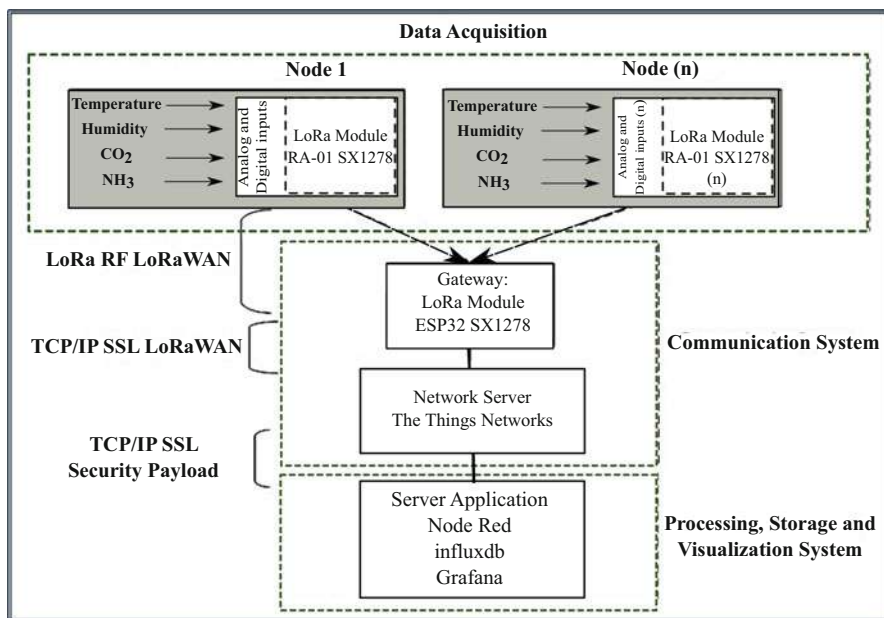 Data Acquisition
Node 1
Node (n)
Temperature
Humidity
CO2
NH3
Analog and
Digital inputs
LoRa Module
RA-01 SX1278
Temperature
Humidity
CO2
NH3
Analog and
Digital inputs (n)
LoRa Module
RA-01 SX1278
(n)
LoRa RF LoRaWAN
Gateway:
LoRa Module
ESP32 SX1278
TCP/IP SSL LoRaWAN
Communication System
Network Server
The Things Networks
TCP/IP SSL
Security Payload
Server Application
Node Red
influxdb
Grafana
Processing, Storage and
Visualization System